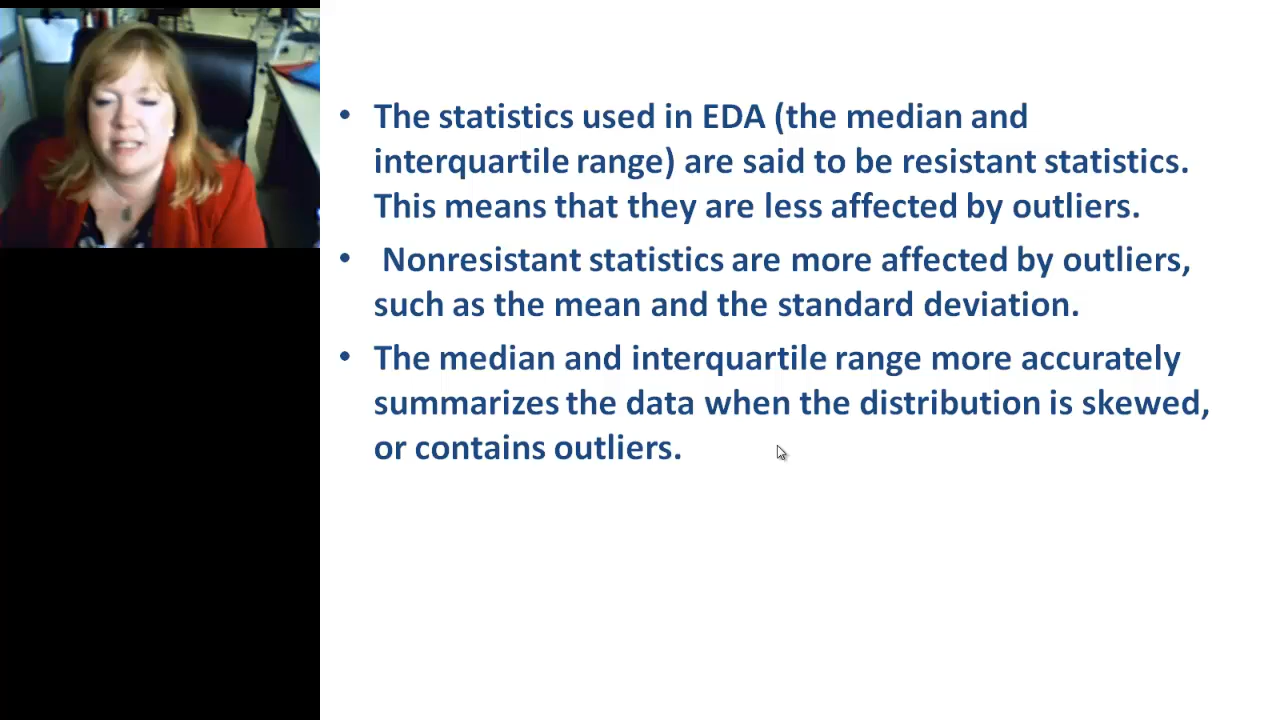 • The statistics used in EDA (the median and
interquartile range) are said to be resistant statistics.
This means that they are less affected by outliers.
• Nonresistant statistics are more affected by outliers,
such as the mean and the standard deviation.
• The median and interquartile range more accurately
summarizes the data when the distribution is skewed,
or contains outliers.